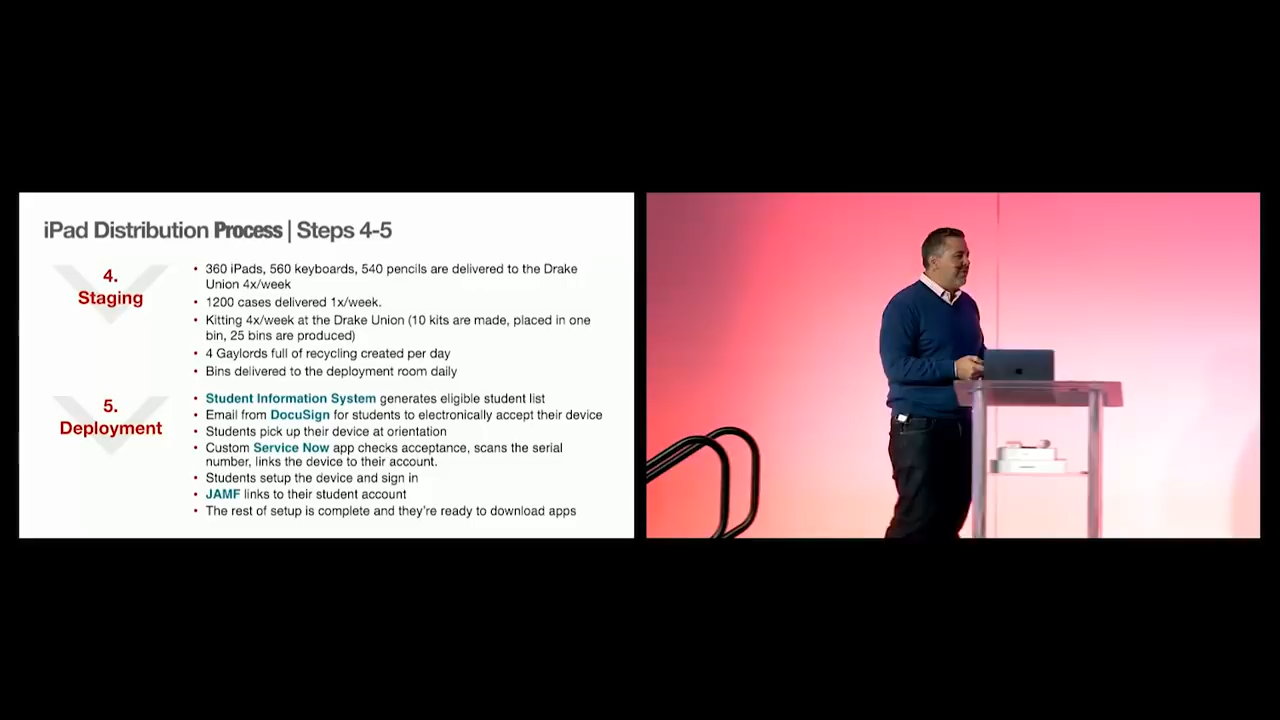 iPad Distribution Process | Steps 4-5
4.
Staging
• 360 iPads, 560 keyboards, 540 pencils are delivered to the Drake
Union 4x/week
• 1200 cases delivered 1x/week.
• Kitting 4x/week at the Drake Union (10 kits are made, placed in one
bin, 25 bins are produced)
• 4 Gaylords full of recycling created per day
• Bins delivered to the deployment room daily
5.
Deployment
• Student Information System generates eligible student list
• Email from DocuSign for students to electronically accept their device
• Students pick up their device at orientation
• Custom Service Now app checks acceptance, scans the serial
number, links the device to their account.
• Students setup the device and sign in
• JAMF links to their student account
• The rest of setup is complete and they're ready to download apps